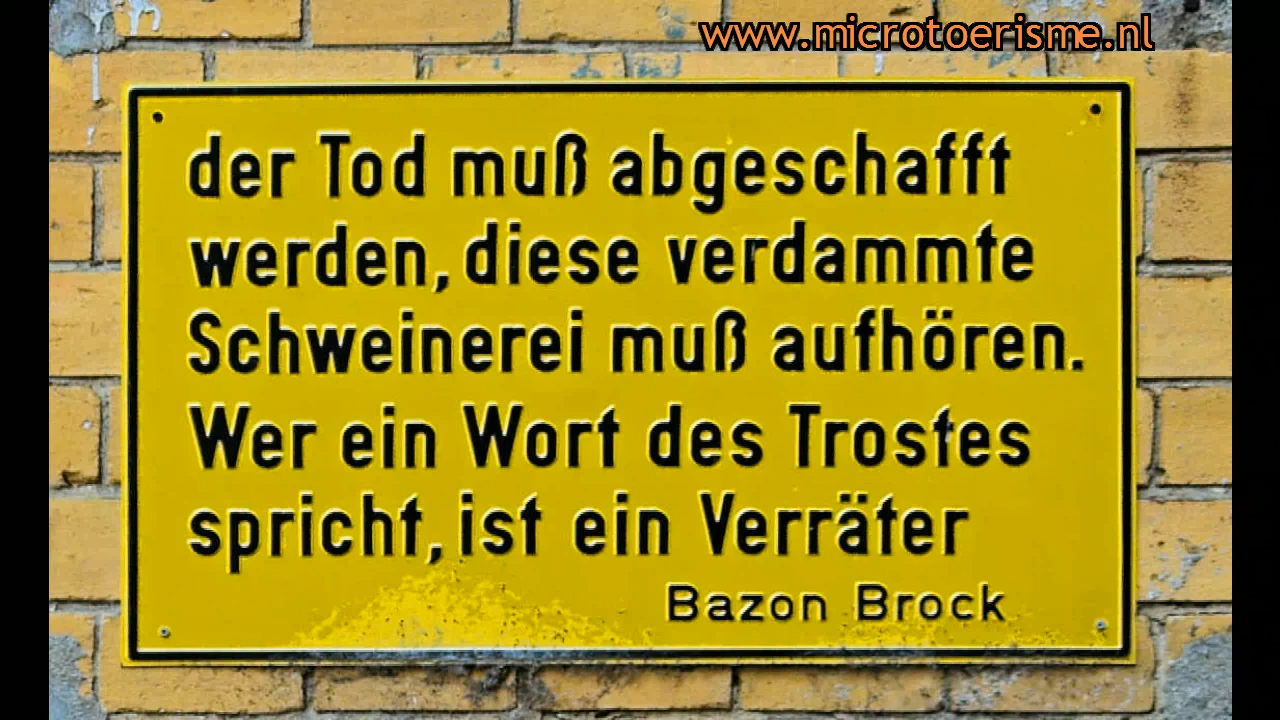 www.microtoerisme.nl
der Tod muß abgeschafft
werden, diese verdammte
Schweinerei muß aufhören.
Wer ein Wort des Trostes
spricht, ist ein Verräter
Bazon Brock